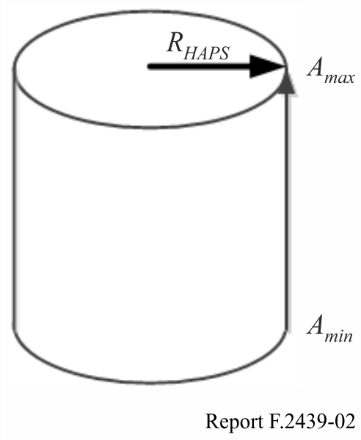 R_HAPS
A_max
A_min
Report F.2439-02